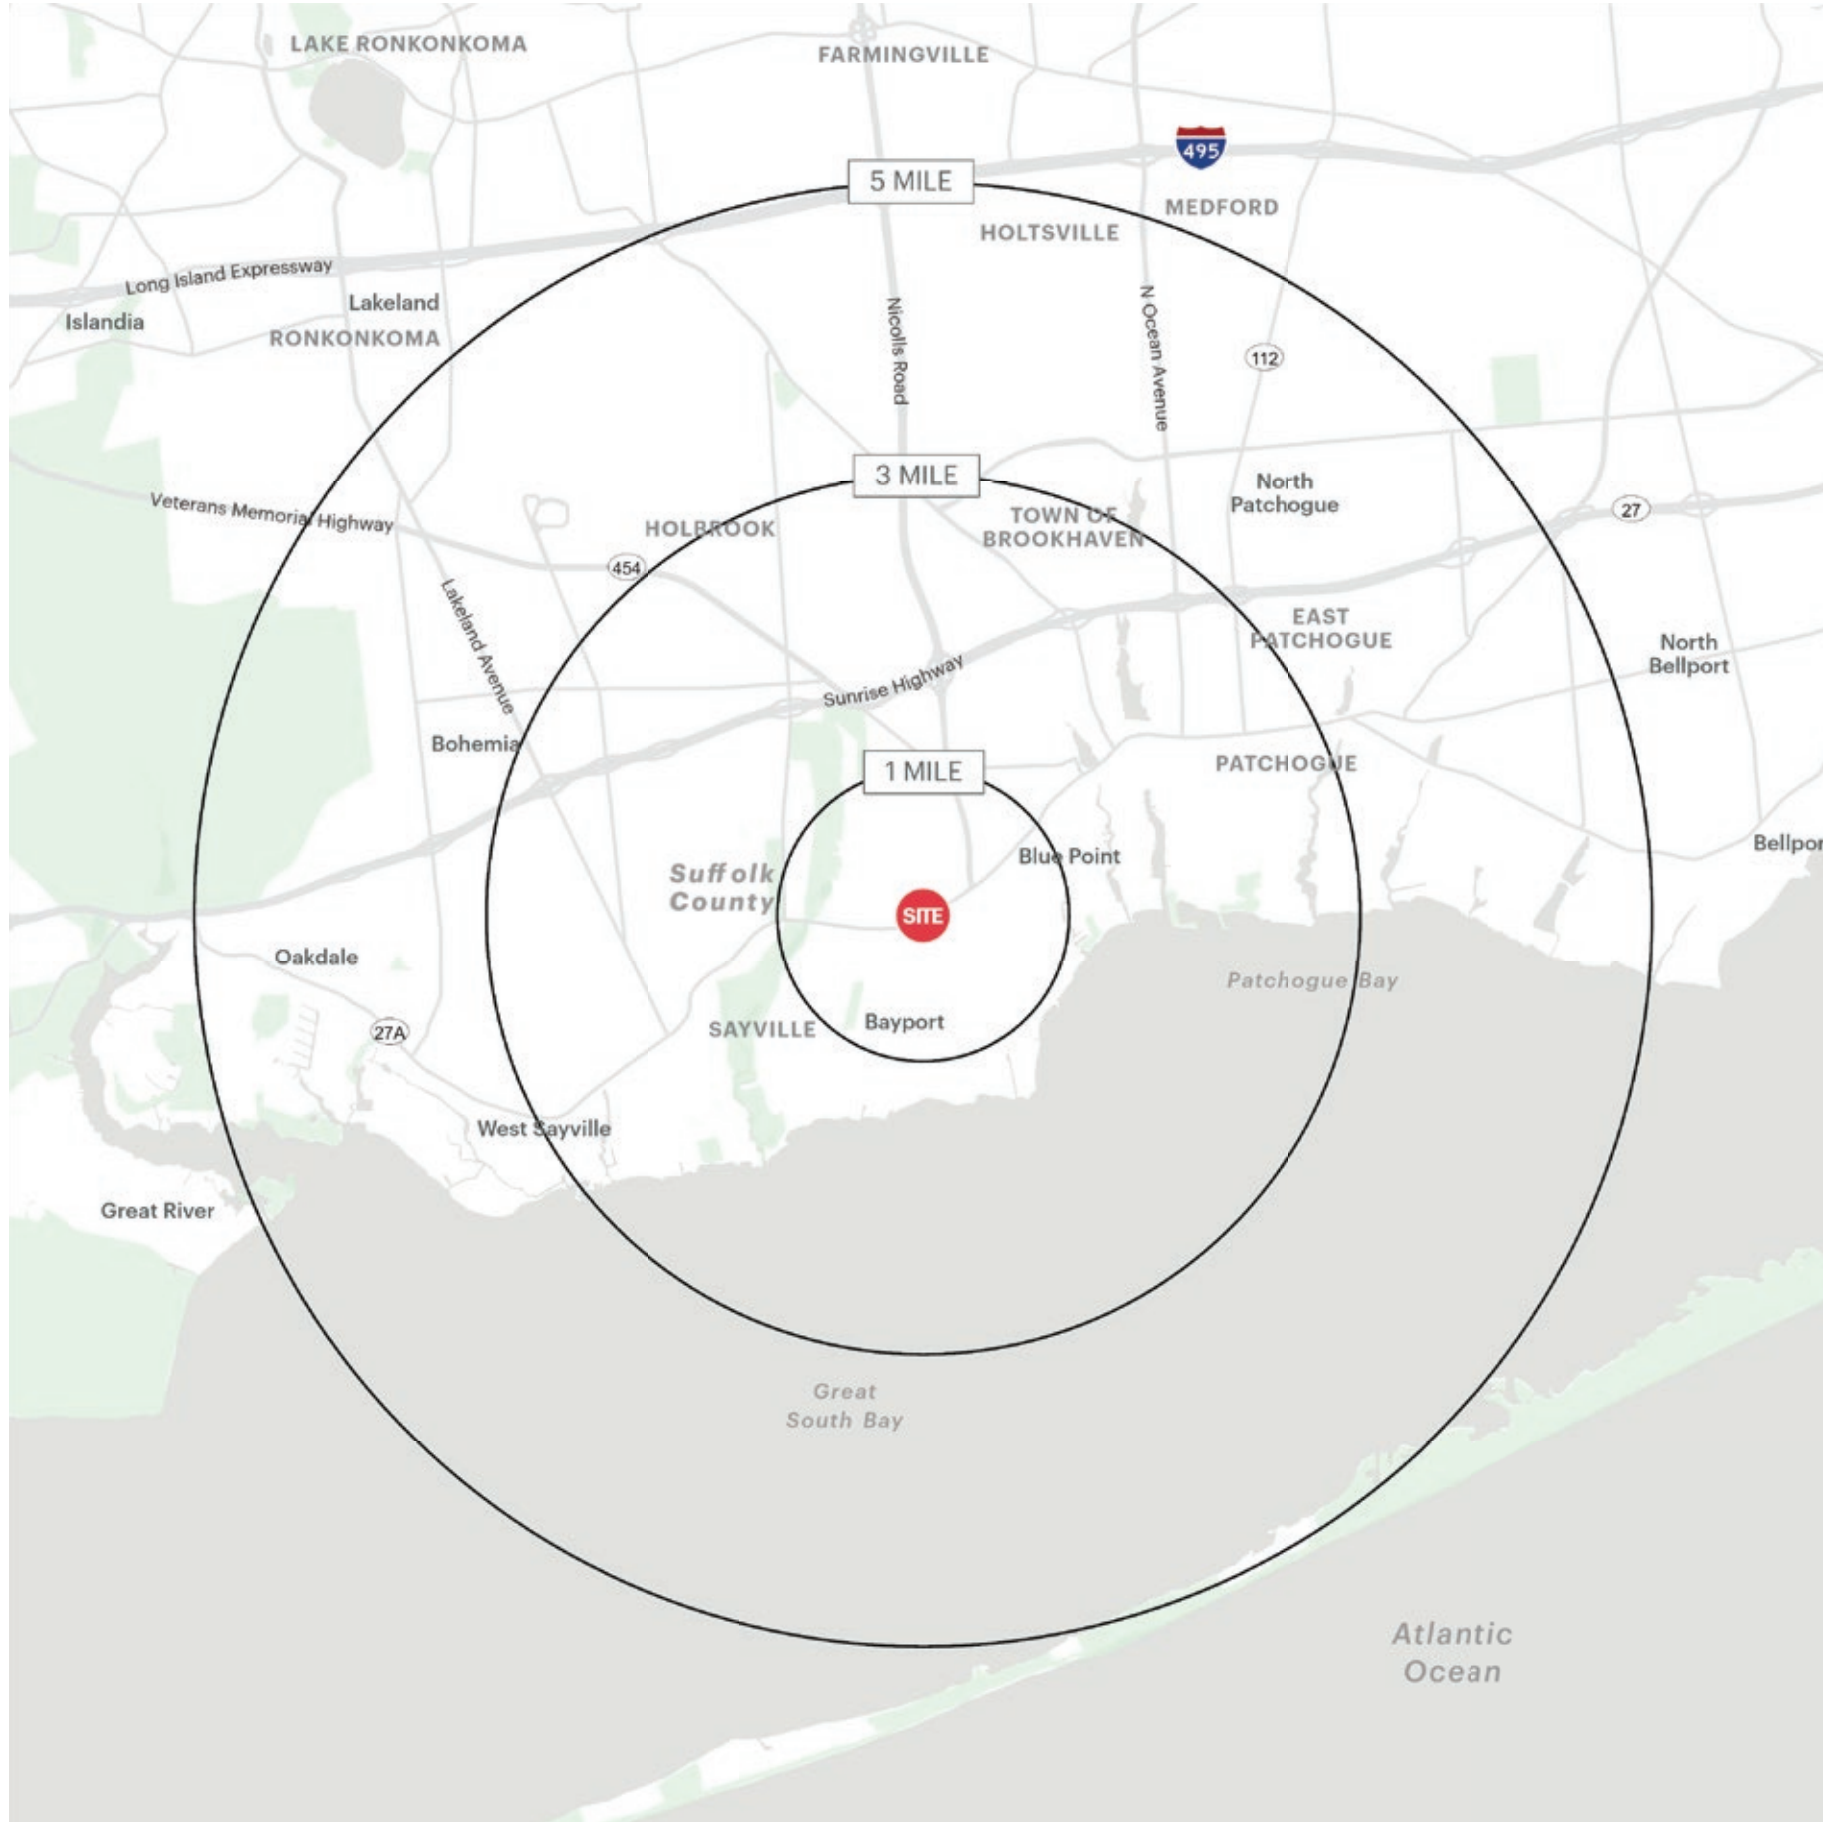 LAKE RONKONKOMA
FARMINGVILLE
495
5 MILE
MEDFORD
HOLTSVILLE
Long Island Expressway
Lakeland
Islandia
RONKONKOMA
Nicolls Road
N Ocean Avenue
112
3 MILE
North
Patchogue
Veterans Memorial Highway
HOLBROOK
TOWN OF
BROOKHAVEN
27
454
Lakeland Avenue
EAST
PATCHOGUE
North
Bellport
Sunrise Highway
Bohemia
1 MILE
PATCHOGUE
Blue Point
Bellpor
Suffolk
County
SITE
Oakdale
Patchogue Bay
27A
SAYVILLE
Bayport
West Sayville
Great River
Great
South Bay
Atlantic
Ocean